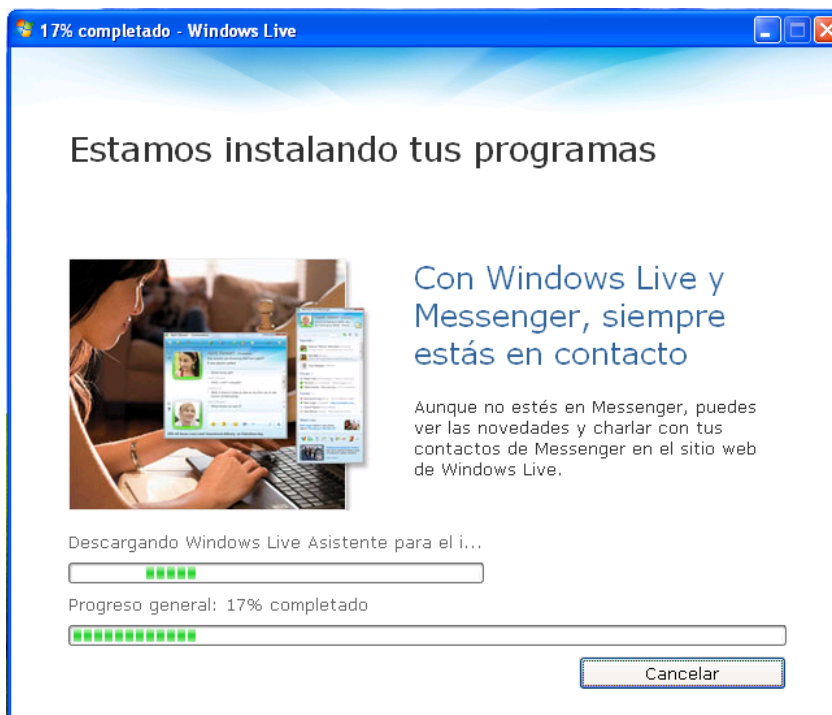 17% completado - Windows Live
Estamos instalando tus programas
Con Windows Live y
Messenger, siempre
estás en contacto
Aunque no estés en Messenger, puedes
ver las novedades y charlar con tus
contactos de Messenger en el sitio web
de Windows Live.
Descargando Windows Live Asistente para el i...
Progreso general: 17% completado
Cancelar